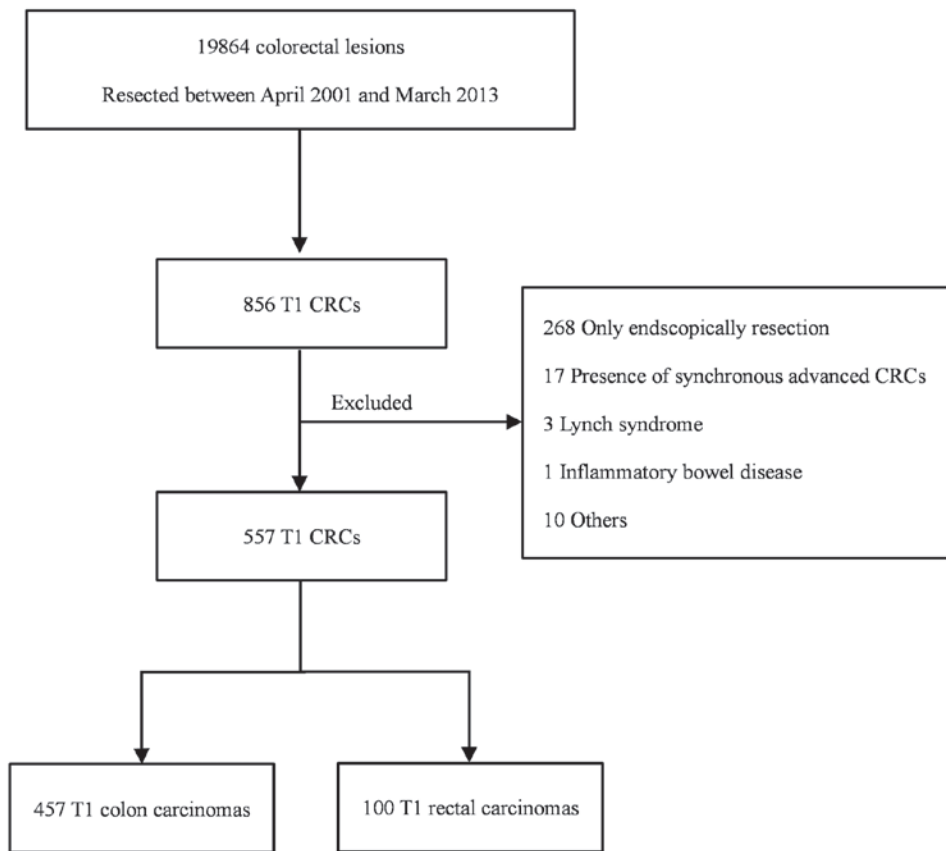 19864 colorectal lesions
Resected between April 2001 and March 2013
856 T1 CRCs
Excluded
268 Only endscopically resection
17 Presence of synchronous advanced CRCs
3 Lynch syndrome
1 Inflammatory bowel disease
10 Others
557 T1 CRCs
457 T1 colon carcinomas
100 T1 rectal carcinomas